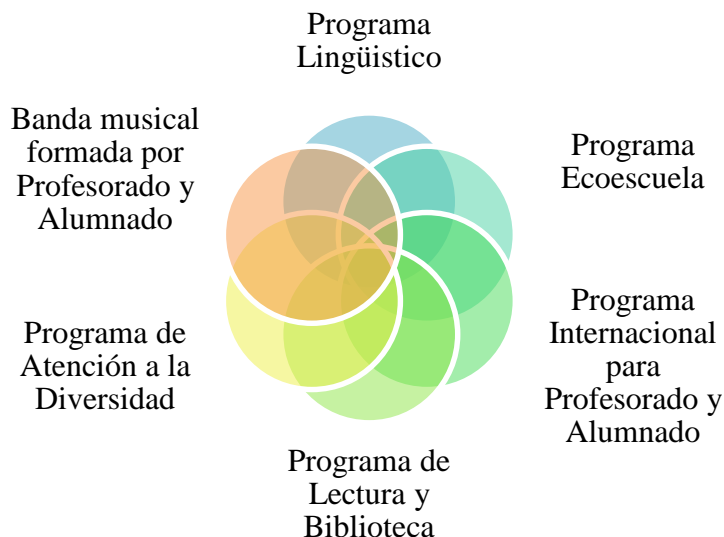 Programa
Lingüistico
Programa
Ecoescuela
Programa
Internacional
para
Profesorado y
Alumnado
Programa de
Lectura y
Biblioteca
Programa de
Atención a la
Diversidad
Banda musical
formada por
Profesorado y
Alumnado